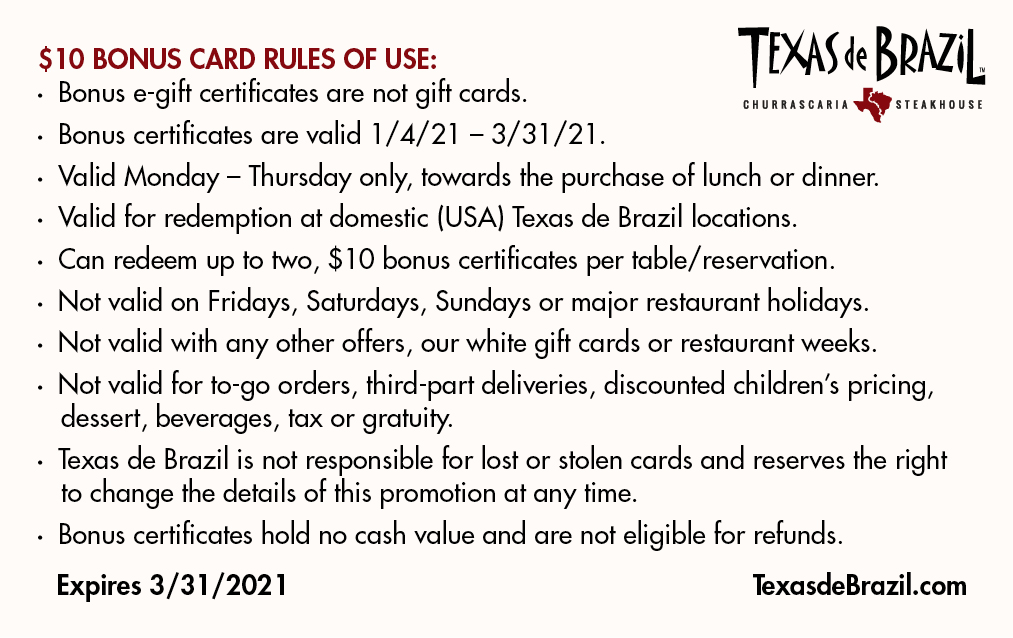 TEXAS de BRAZIL™
CHURRASCARIA STEAKHOUSE
$10 BONUS CARD RULES OF USE:
· Bonus e-gift certificates are not gift cards.
· Bonus certificates are valid 1/4/21 – 3/31/21.
· Valid Monday – Thursday only, towards the purchase of lunch or dinner.
· Valid for redemption at domestic (USA) Texas de Brazil locations.
· Can redeem up to two, $10 bonus certificates per table/reservation.
· Not valid on Fridays, Saturdays, Sundays or major restaurant holidays.
· Not valid with any other offers, our white gift cards or restaurant weeks.
· Not valid for to-go orders, third-part deliveries, discounted children’s pricing,
dessert, beverages, tax or gratuity.
· Texas de Brazil is not responsible for lost or stolen cards and reserves the right
to change the details of this promotion at any time.
· Bonus certificates hold no cash value and are not eligible for refunds.
Expires 3/31/2021
TexasdeBrazil.com